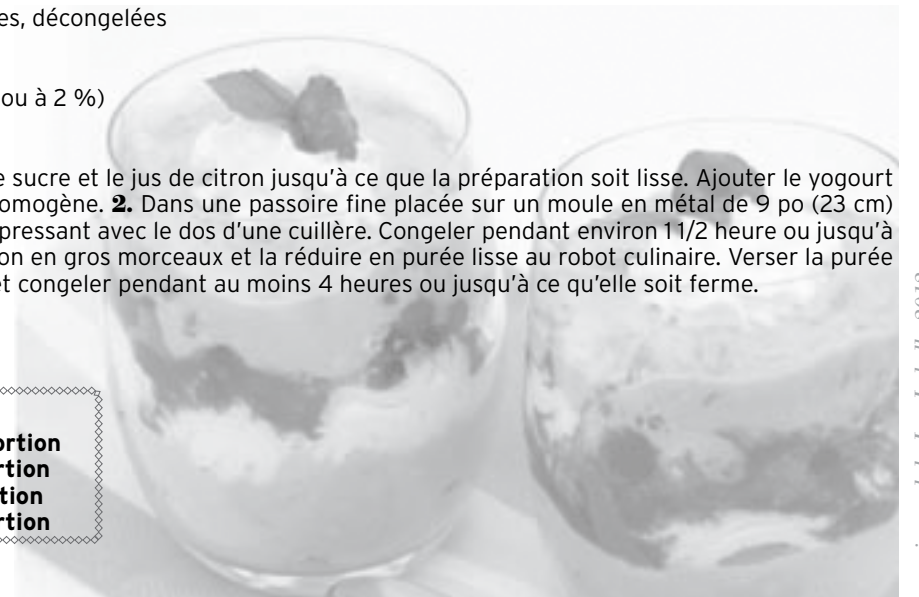 es, décongelées
ou à 2 %)
e sucre et le jus de citron jusqu'à ce que la préparation soit lisse. Ajouter le yogourt
omogène. 2. Dans une passoire fine placée sur un moule en métal de 9 po (23 cm)
pressant avec le dos d'une cuillère. Congeler pendant environ 1 1/2 heure ou jusqu'à
on en gros morceaux et la réduire en purée lisse au robot culinaire. Verser la purée
et congeler pendant au moins 4 heures ou jusqu'à ce qu'elle soit ferme.
ortion
rtion
tion
rtion